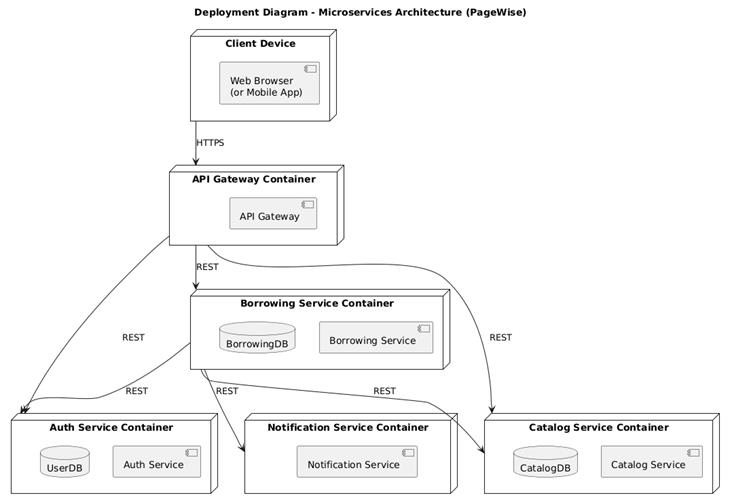 Deployment Diagram - Microservices Architecture (PageWise)
Client Device
Web Browser
(or Mobile App)
HTTPS
API Gateway Container
API Gateway
REST
Borrowing Service Container
BorrowingDB
Borrowing Service
REST
REST
REST
REST
REST
Auth Service Container
UserDB
Auth Service
Notification Service Container
Notification Service
Catalog Service Container
CatalogDB
Catalog Service